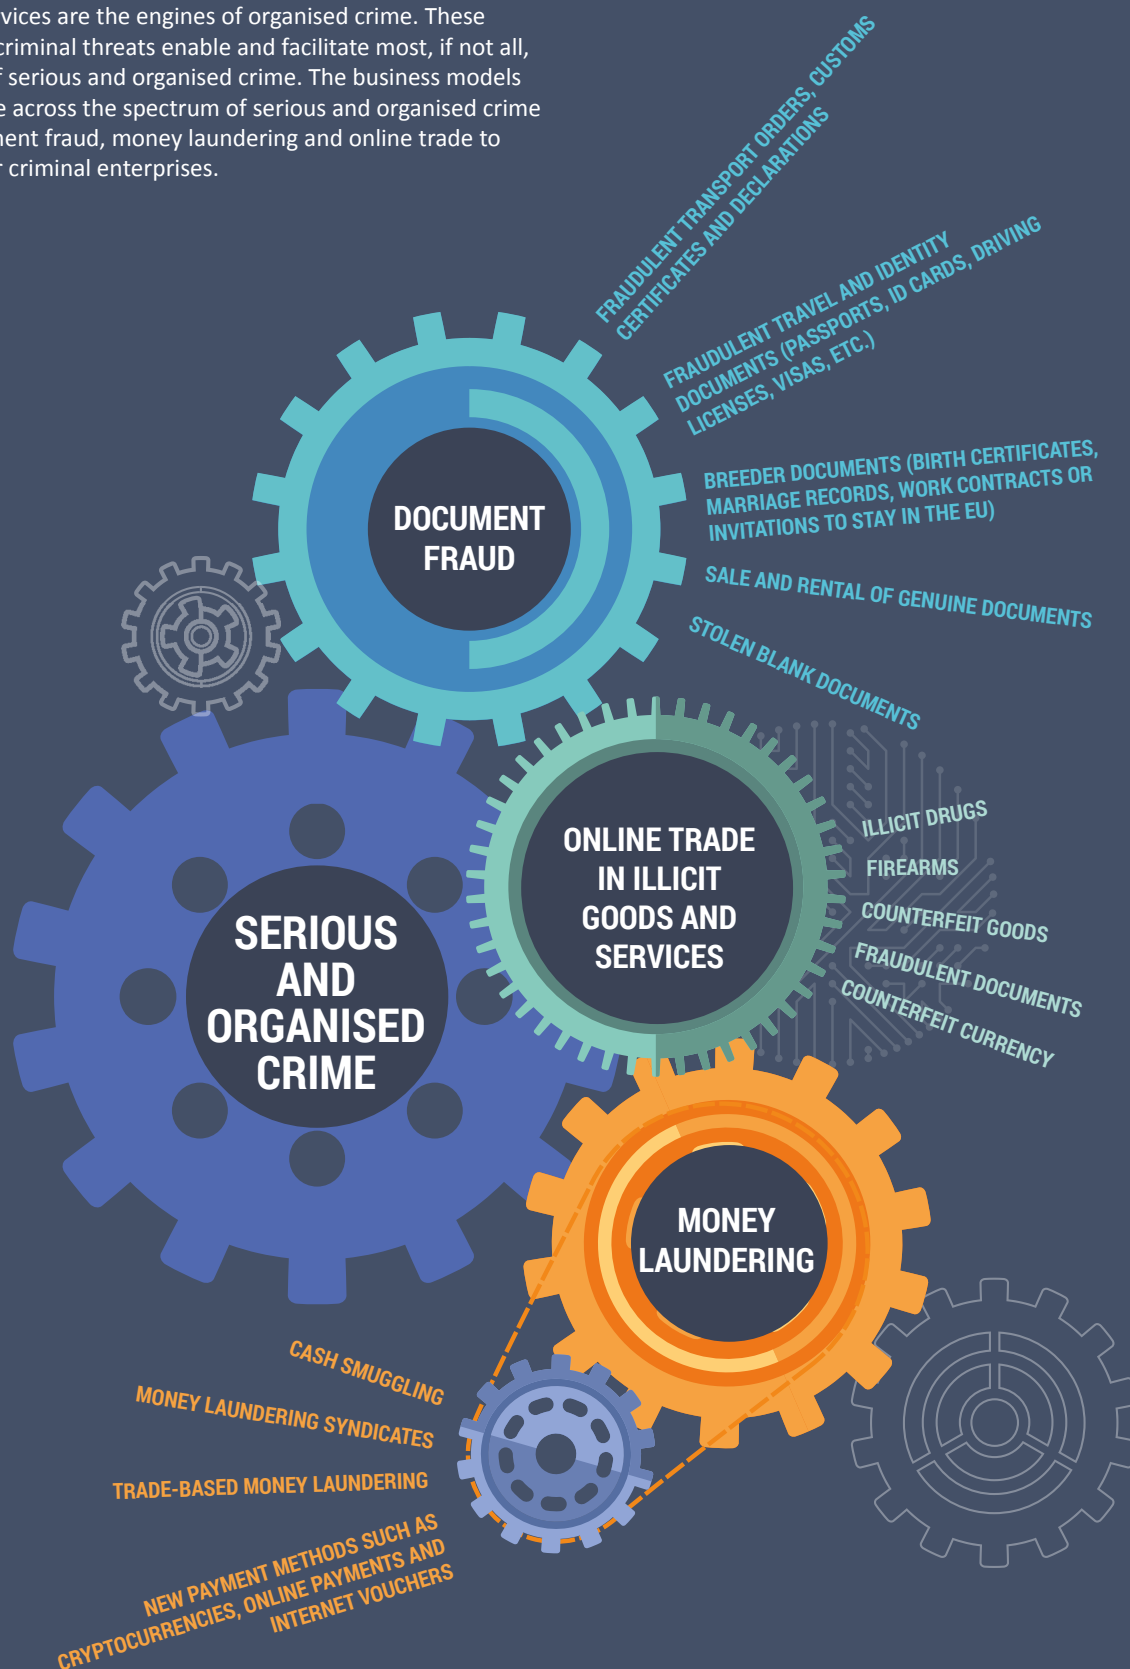 vices are the engines of organised crime. These
criminal threats enable and facilitate most, if not all,
f serious and organised crime. The business models
e across the spectrum of serious and organised crime
nent fraud, money laundering and online trade to
r criminal enterprises.
FRAUDULENT TRANSPORT ORDERS, CUSTOMS
CERTIFICATES AND DECLARATIONS
FRAUDULENT TRAVEL AND IDENTITY
DOCUMENTS (PASSPORTS, ID CARDS, DRIVING
LICENSES, VISAS, ETC.)
BREEDER DOCUMENTS (BIRTH CERTIFICATES,
MARRIAGE RECORDS, WORK CONTRACTS OR
INVITATIONS TO STAY IN THE EU)
SALE AND RENTAL OF GENUINE DOCUMENTS
STOLEN BLANK DOCUMENTS
DOCUMENT
FRAUD
ONLINE TRADE
IN ILLICIT
GOODS AND
SERVICES
ILLICIT DRUGS
FIREARMS
COUNTERFEIT GOODS
FRAUDULENT DOCUMENTS
COUNTERFEIT CURRENCY
SERIOUS
AND
ORGANISED
CRIME
MONEY
LAUNDERING
CASH SMUGGLING
MONEY LAUNDERING SYNDICATES
TRADE-BASED MONEY LAUNDERING
NEW PAYMENT METHODS SUCH AS
CRYPTOCURRENCIES, ONLINE PAYMENTS AND
INTERNET VOUCHERS